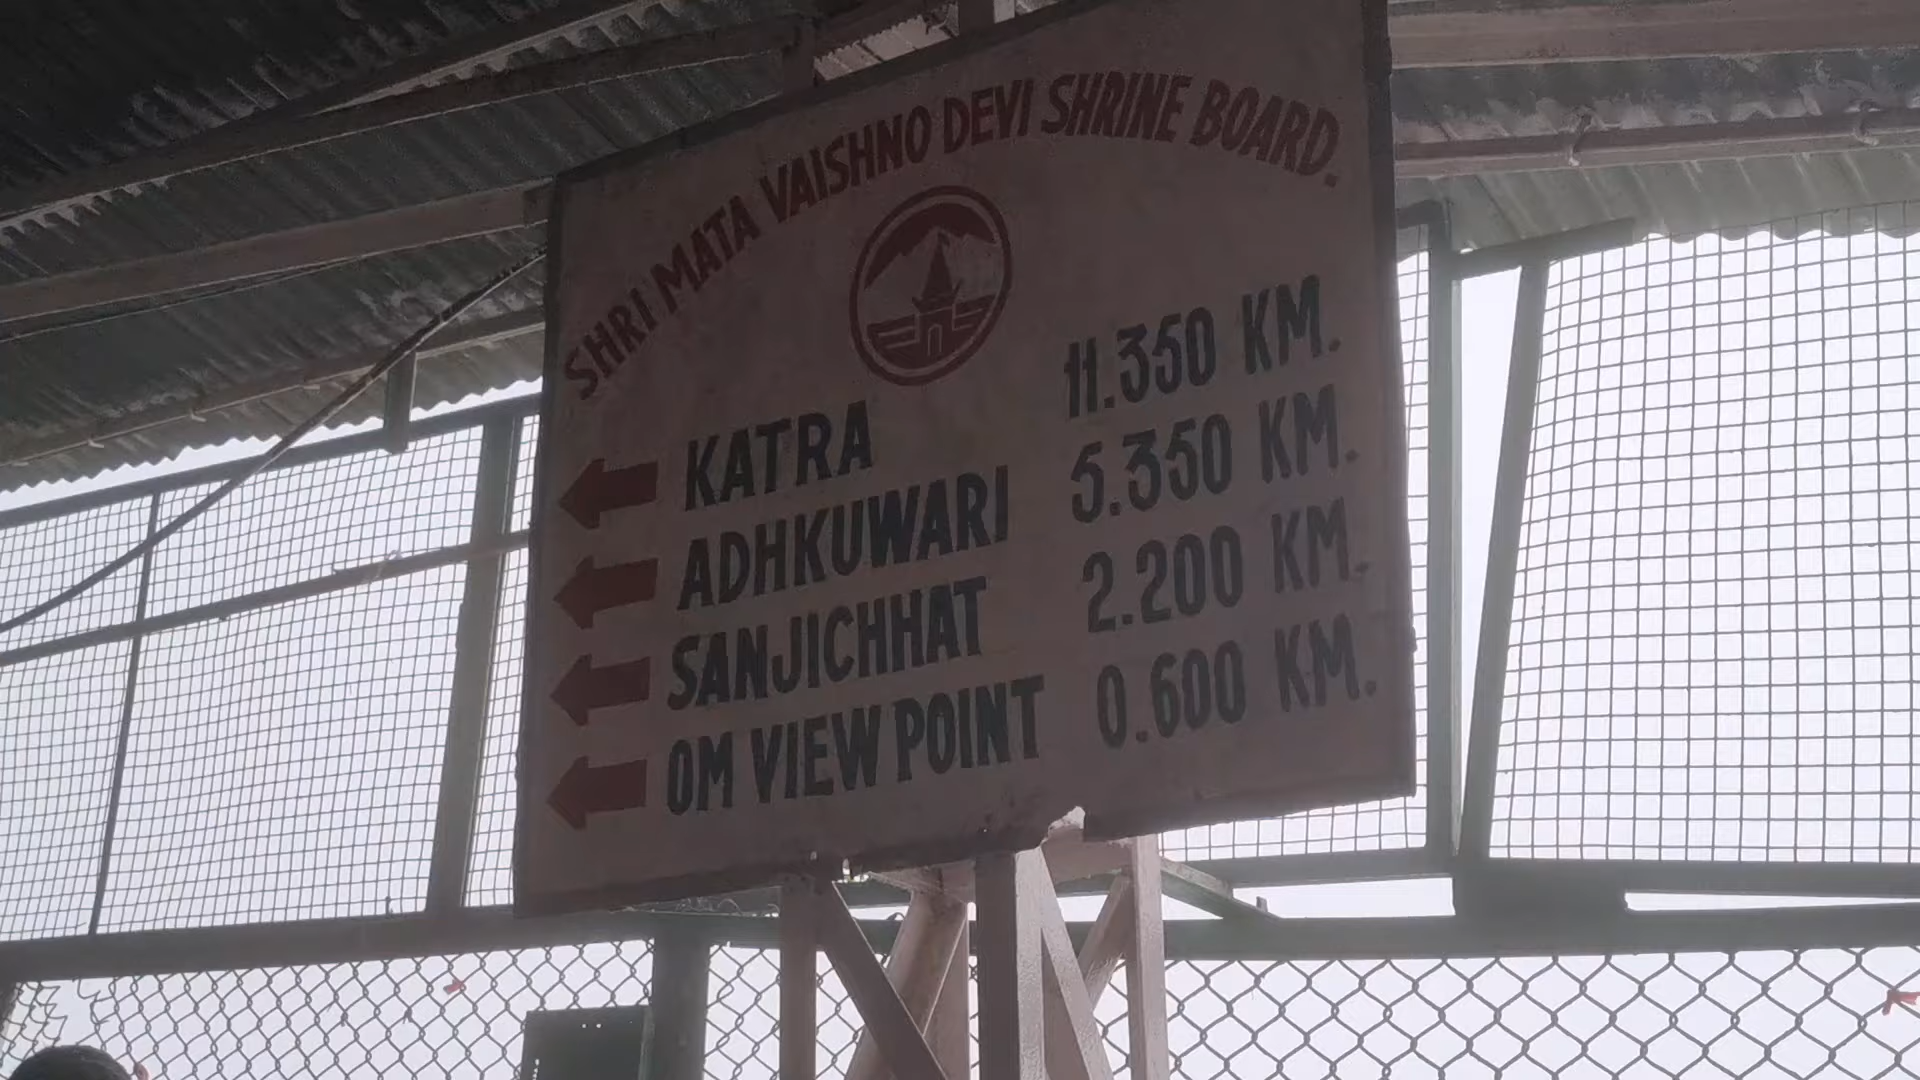 SHRI MATA VAISHNO DEVI SHRINE BOARD.
KATRA 11.350 KM.
ADHKUWARI 5.350 KM.
SANJICHHAT 2.200 KM.
OM VIEW POINT 0.600 KM.